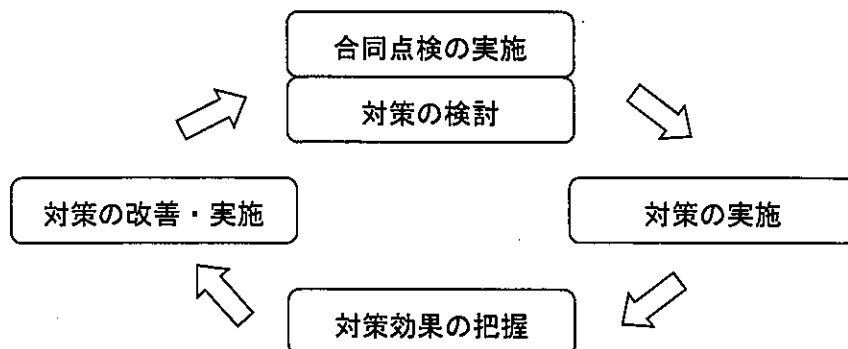 合同点検の実施
対策の検討
対策の改善・実施
対策の実施
対策効果の把握